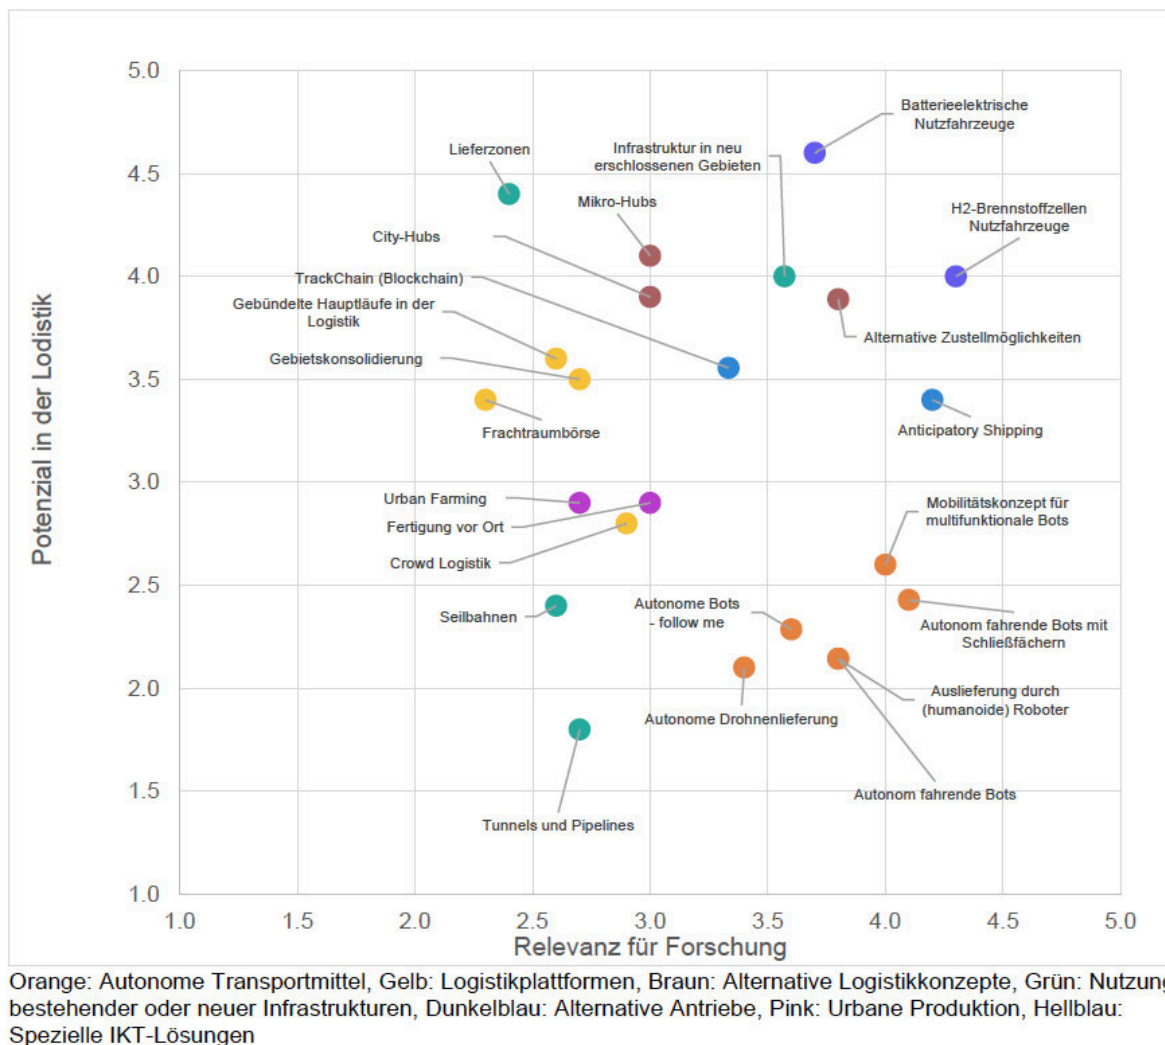 5.0
4.5
4.0
3.5
3.0
2.5
2.0
1.5
1.0
Potenzial in der Lodistik
Batterieelektrische
Nutzfahrzeuge
Lieferzonen
Infrastruktur in neu
erschlossenen Gebieten
Mikro-Hubs
H2-Brennstoffzellen
Nutzfahrzeuge
City-Hubs
TrackChain (Blockchain)
Gebündelte Hauptläufe in der
Logistik
Alternative Zustellmöglichkeiten
Gebietskonsolidierung
Frachtraumbörse
Anticipatory Shipping
Urban Farming
Fertigung vor Ort
Crowd Logistik
Mobilitätskonzept für
multifunktionale Bots
Seilbahnen
Autonome Bots
- follow me
Autonom fahrende Bots mit
Schließfächern
Autonome Drohnenlieferung
Auslieferung durch
(humanoide) Roboter
Autonom fahrende Bots
Tunnels und Pipelines
1.0 1.5 2.0 2.5 3.0 3.5 4.0 4.5 5.0
Relevanz für Forschung
Orange: Autonome Transportmittel, Gelb: Logistikplattformen, Braun: Alternative Logistikkonzepte, Grün: Nutzung
bestehender oder neuer Infrastrukturen, Dunkelblau: Alternative Antriebe, Pink: Urbane Produktion, Hellblau:
Spezielle IKT-Lösungen